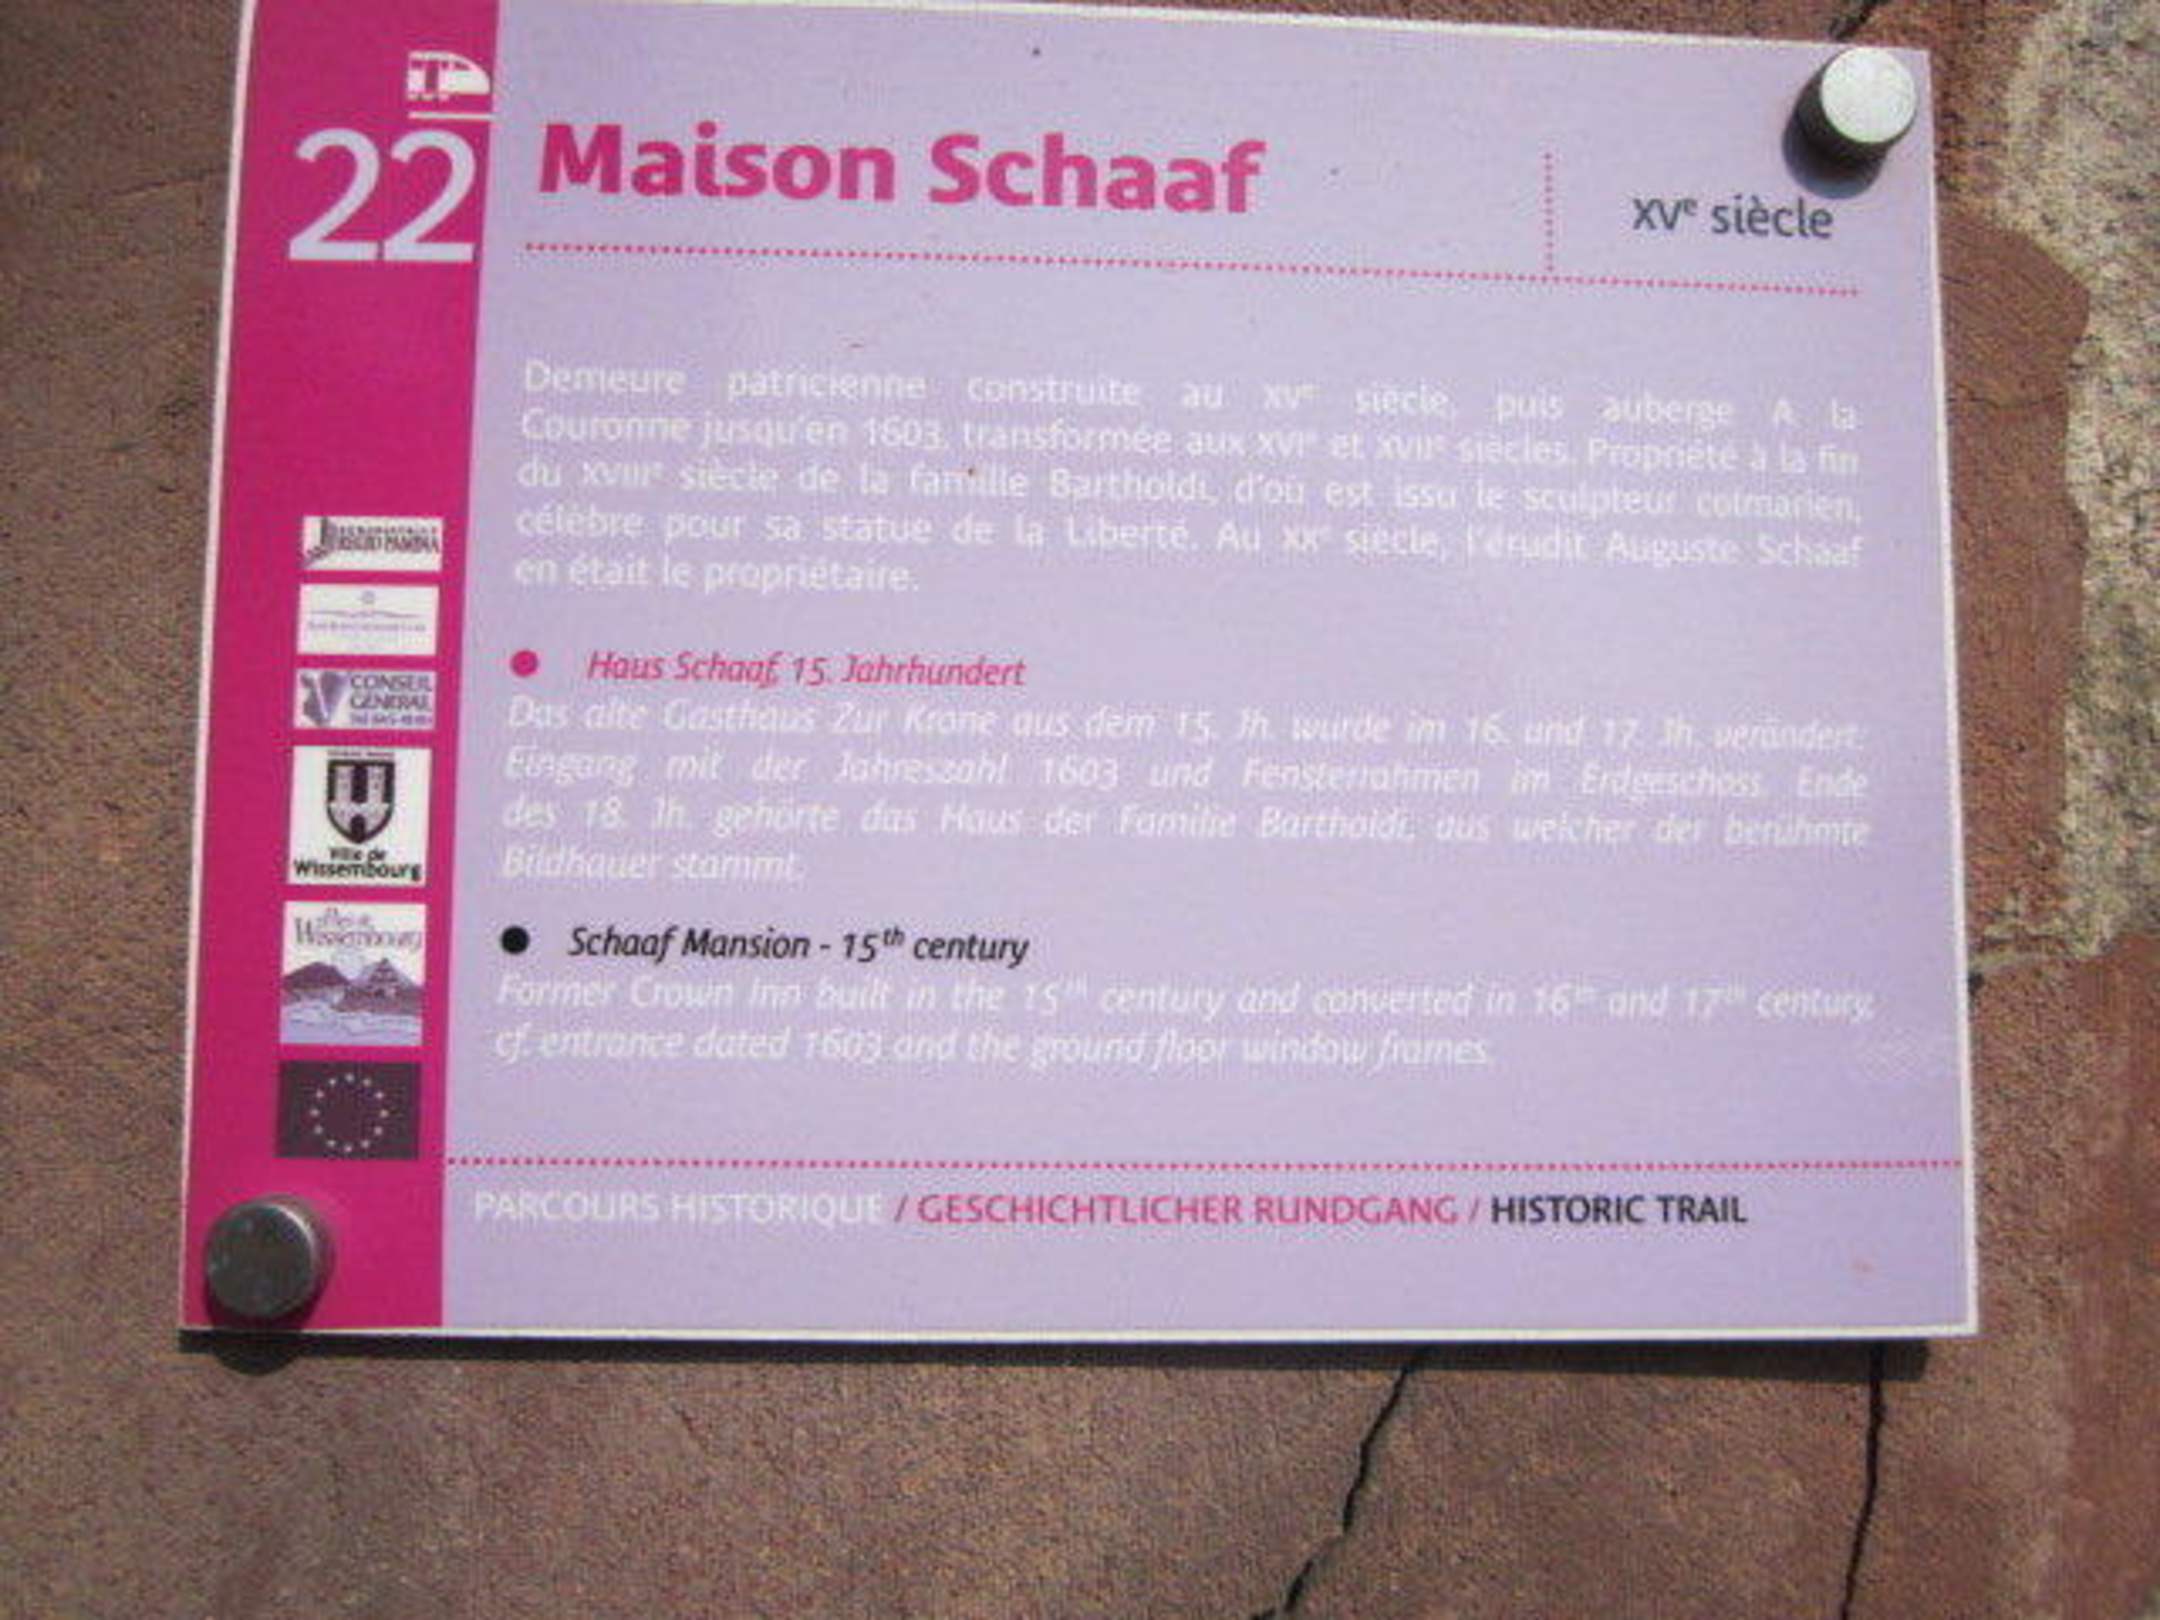 22
Maison Schaaf
XVe siècle
Demeure patricienne construite au XVe siècle, puis auberge A la
Couronne jusqu'en 1603, transformée aux XVIe et XVIIe siècles. Propriété à la fin
du XVIIIe siècle de la famille Bartholdi, d'où est issu le sculpteur colmarien,
célèbre pour sa statue de la Liberté. Au XXe siècle, l'érudit Auguste Schaaf
en était le propriétaire.
Haus Schaaf, 15. Jahrhundert
Das alte Gasthaus Zur Krone aus dem 15. Jh. wurde im 16. und 17. Jh. verändert:
Eingang mit der Jahreszahl 1603 und Fensterrahmen im Erdgeschoss. Ende
des 18. Jh. gehörte das Haus der Familie Bartholdi, aus welcher der berühmte
Bildhauer stammt.
Schaaf Mansion - 15th century
Former Crown Inn built in the 15th century and converted in 16th and 17th century,
cf. entrance dated 1603 and the ground floor window frames.
REGIO PAMINA
CONSEIL
GENERAL
Ville de
Wissembourg
Wissembourg
PARCOURS HISTORIQUE / GESCHICHTLICHER RUNDGANG / HISTORIC TRAIL